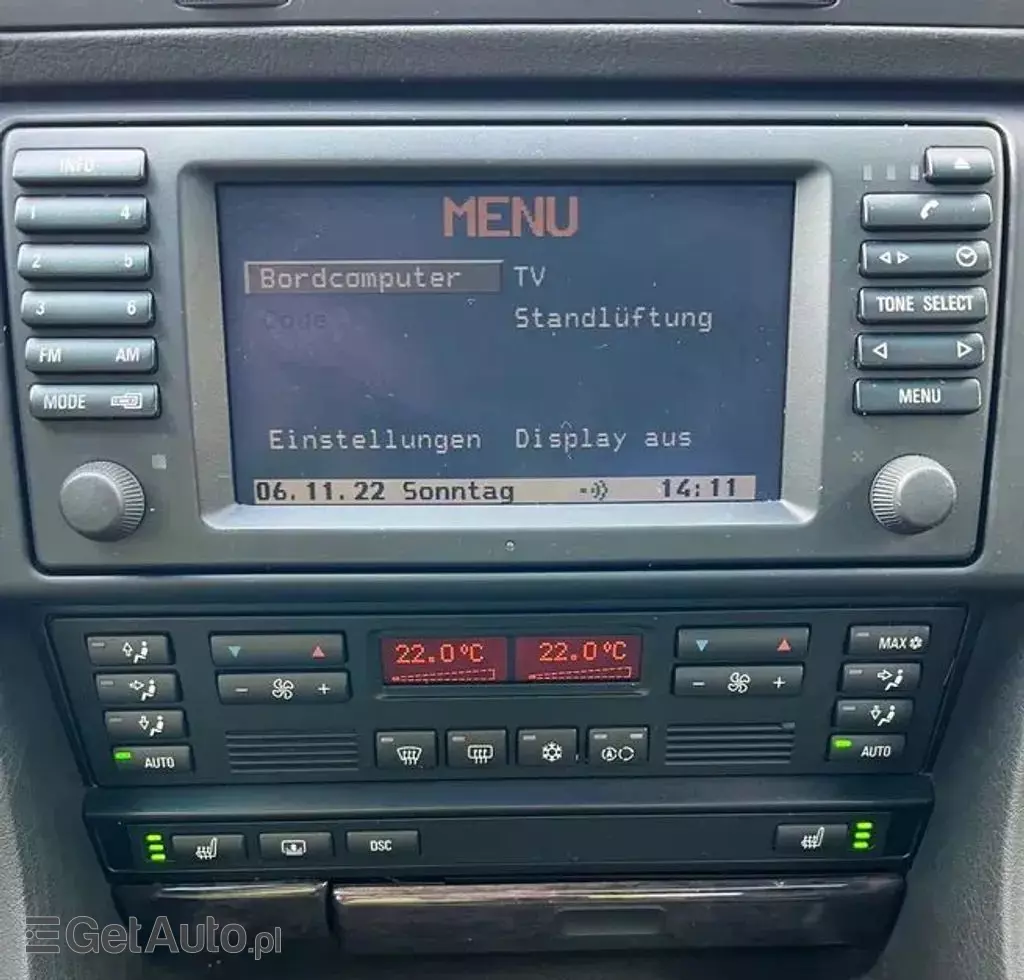 INFO
1 4
2 5
3 6
FM AM
MODE
MENU
Bordcomputer TV
Code Standlüftung
Einstellungen Display aus
06.11.22 Sonntag 14:11
TONE SELECT
MENU
22.0°C 22.0°C
MAX
- +
- +
AUTO
A
AUTO
DSC
GetAuto.pl